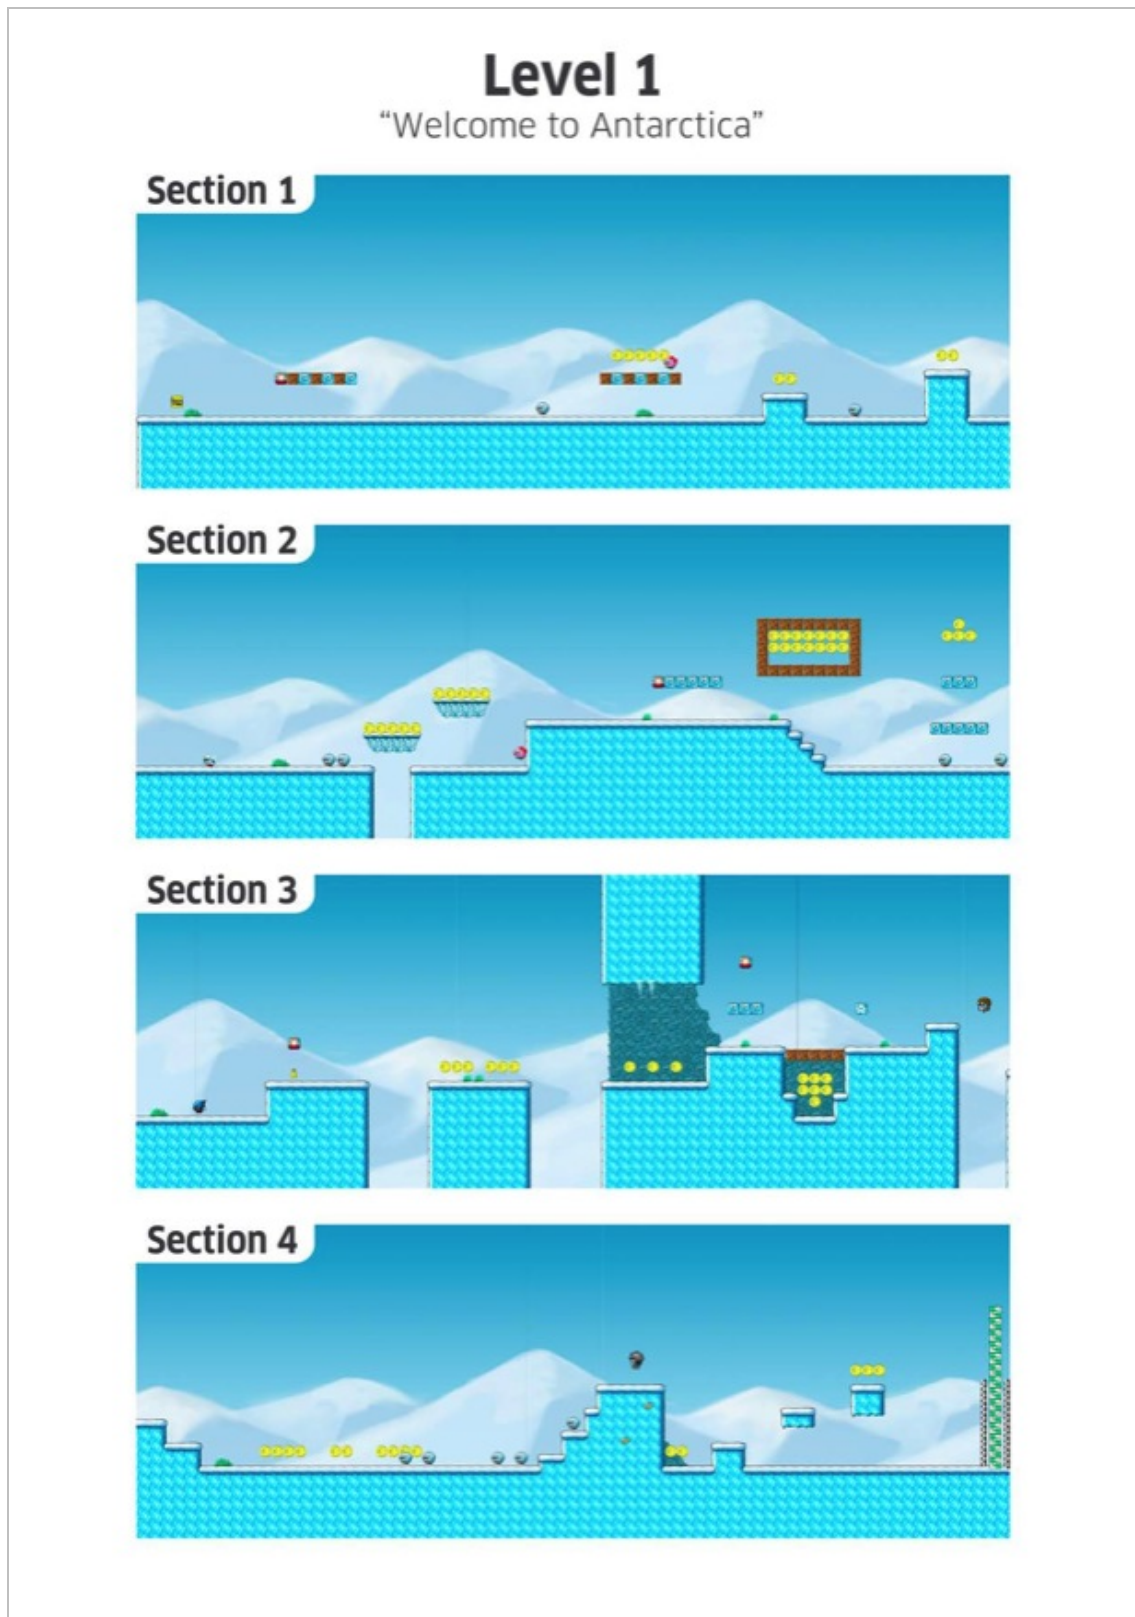 Level 1
“Welcome to Antarctica”
Section 1
Section 2
Section 3
Section 4